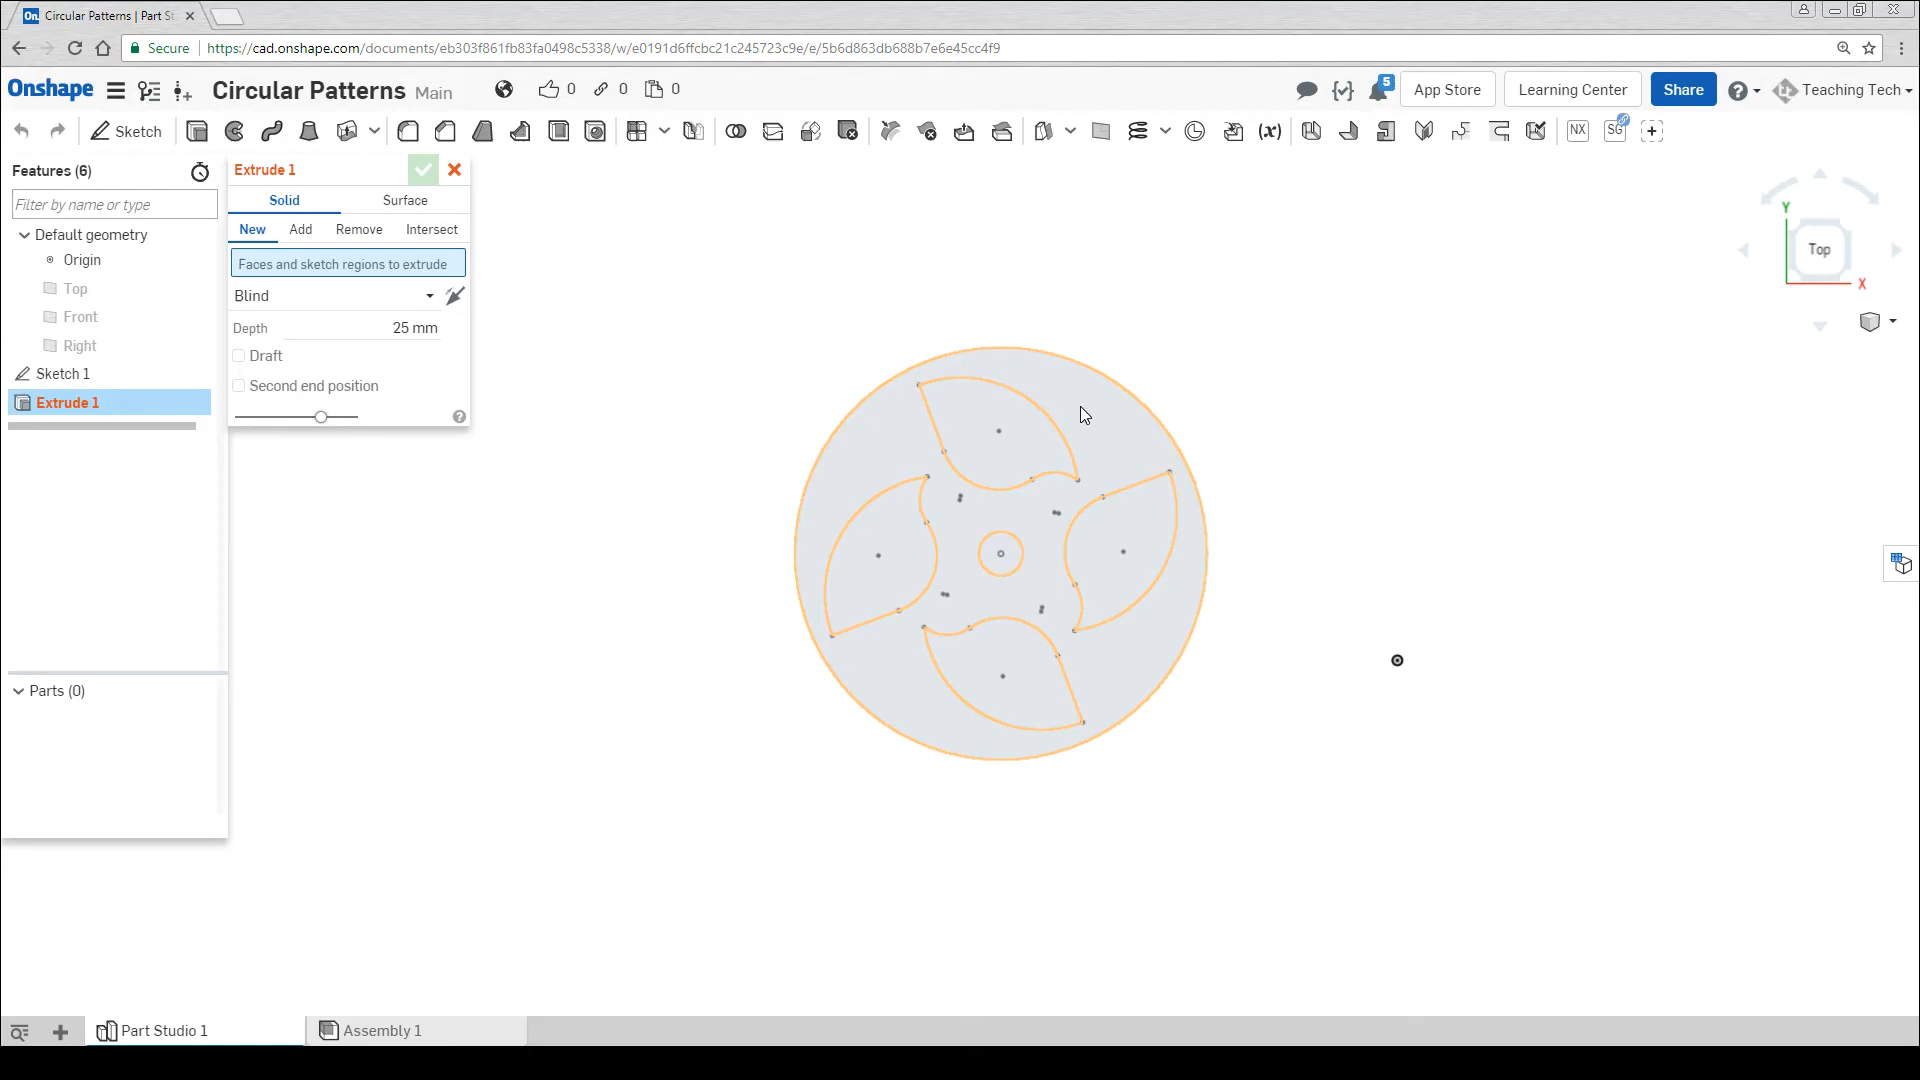 On Circular Patterns | Part St
Secure https://cad.onshape.com/documents/eb303f861fb83fa0498c5338/w/e0191d6ffcbc21c245723c9e/e/5b6d863db688b7e6e45cc4f9
Onshape Circular Patterns Main 0 0 0 5 App Store Learning Center Share Teaching Tech
Sketch (x) NX SG
Features (6)
Filter by name or type
Default geometry
Origin
Top
Front
Right
Sketch 1
Extrude 1
Parts (0)
Extrude 1
Solid Surface
New Add Remove Intersect
Faces and sketch regions to extrude
Blind
Depth 25 mm
Draft
Second end position
Y
Top
X
Part Studio 1 Assembly 1